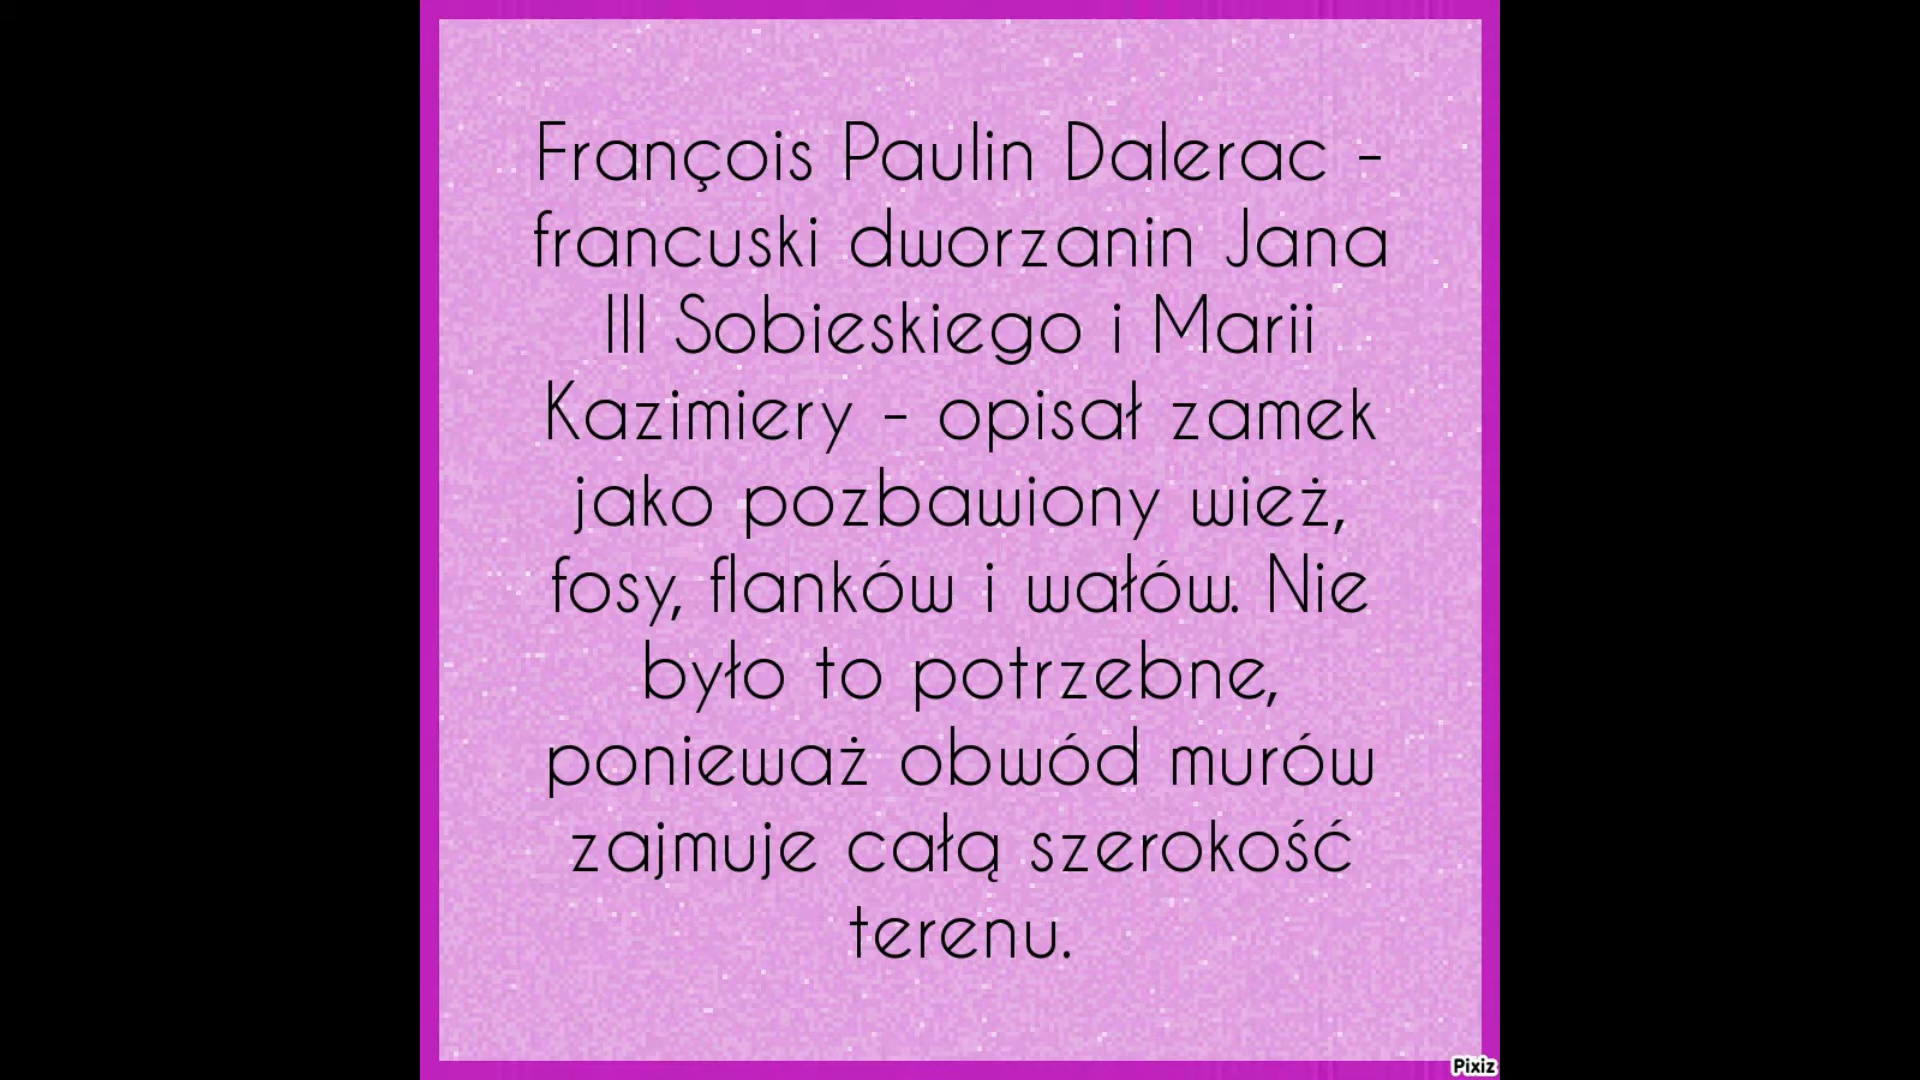 François Paulin Dalerac -
francuski dworzanin Jana
III Sobieskiego i Marii
Kazimiery - opisał zamek
jako pozbawiony wież,
fosy, flanków i wałów. Nie
było to potrzebne,
ponieważ obwód murów
zajmuje całą szerokość
terenu.
Pixiz